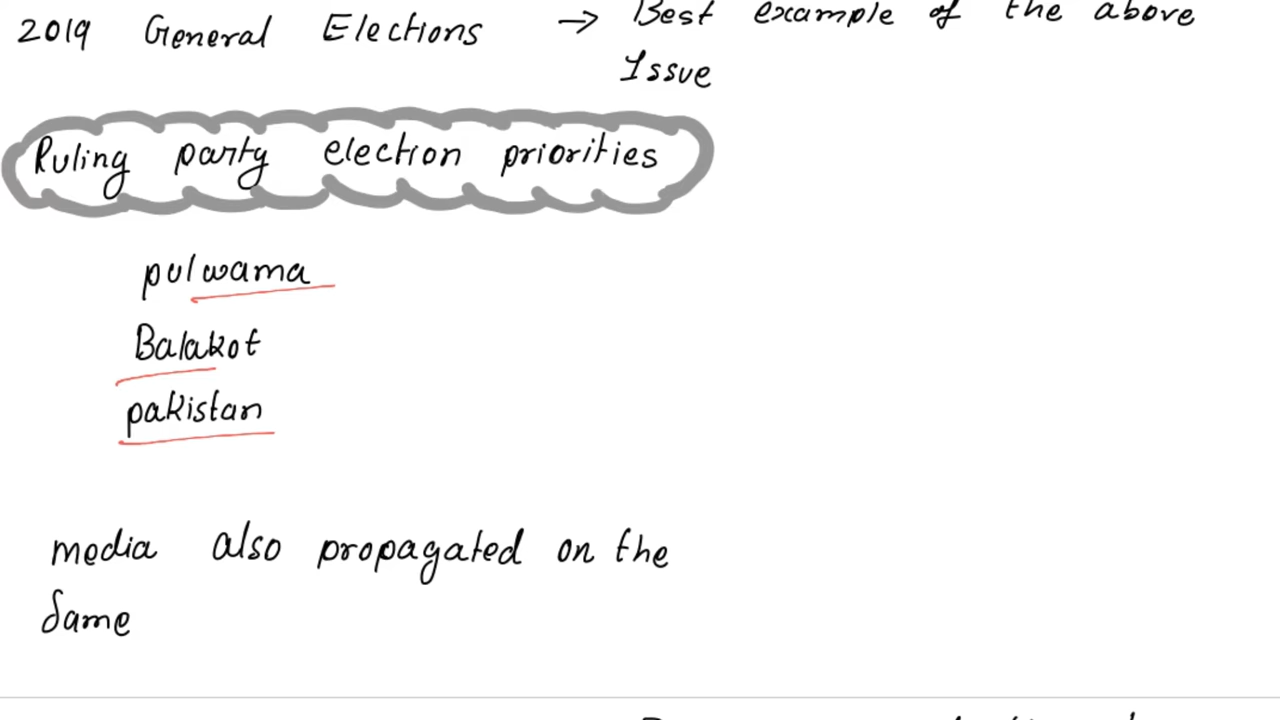 2019 General Elections → Best example of the above
Issue
Ruling party election priorities
pulwama
Balakot
pakistan
media also propagated on the
same